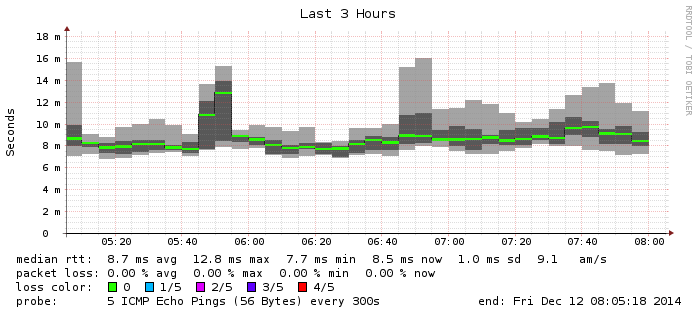 Last 3 Hours
RRDTOOL / TOBI OETIKER
Seconds
18 m
16 m
14 m
12 m
10 m
8 m
6 m
4 m
2 m
0
05:20 05:40 06:00 06:20 06:40 07:00 07:20 07:40 08:00
median rtt: 8.7 ms avg 12.8 ms max 7.7 ms min 8.5 ms now 1.0 ms sd 9.1 am/s
packet loss: 0.00 % avg 0.00 % max 0.00 % min 0.00 % now
loss color: 0 1/5 2/5 3/5 4/5
probe: 5 ICMP Echo Pings (56 Bytes) every 300s end: Fri Dec 12 08:05:18 2014